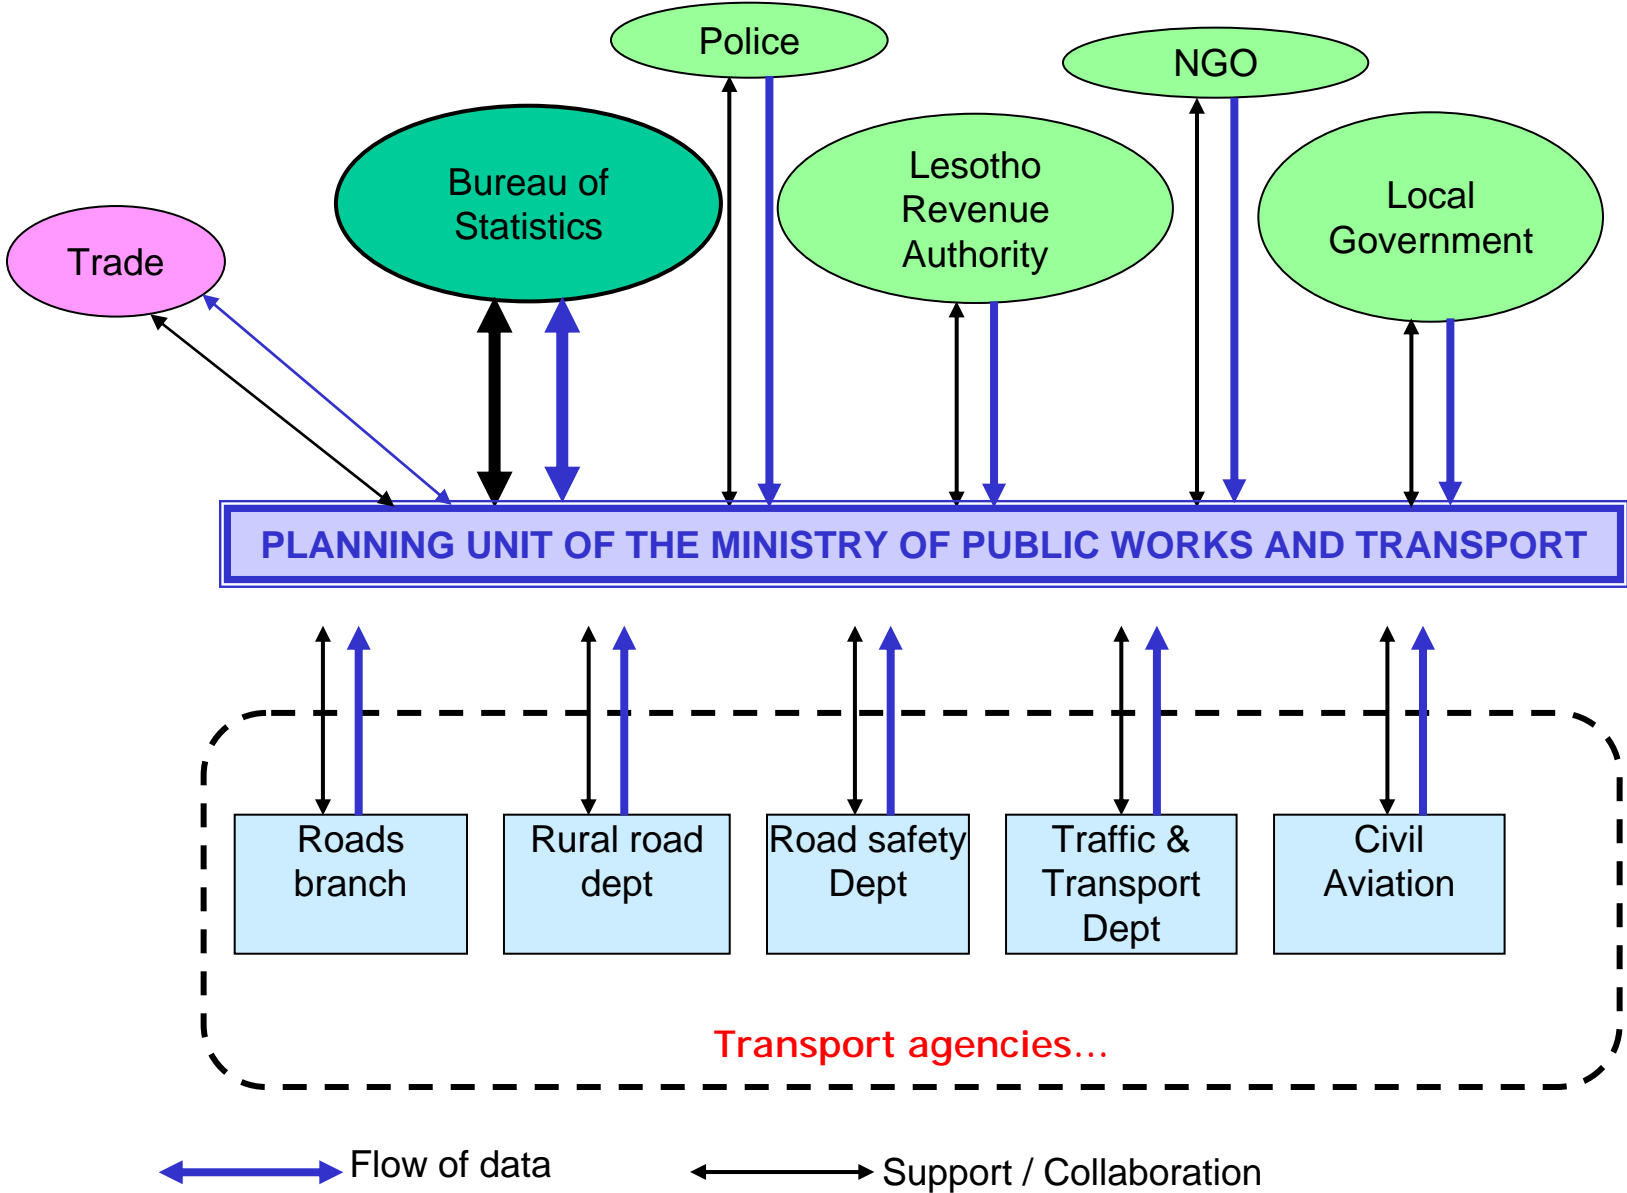 Police
NGO
Bureau of
Statistics
Lesotho
Revenue
Authority
Local
Government
Trade
PLANNING UNIT OF THE MINISTRY OF PUBLIC WORKS AND TRANSPORT
Roads
branch
Rural road
dept
Road safety
Dept
Traffic &
Transport
Dept
Civil
Aviation
Transport agencies...
Flow of data
Support / Collaboration